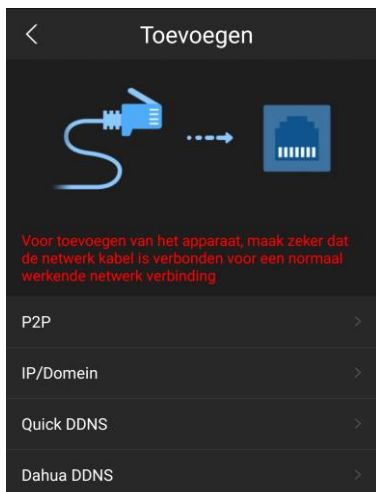 Toevoegen
Voor toevoegen van het apparaat, maak zeker dat
de netwerk kabel is verbonden voor een normaal
werkende netwerk verbinding
P2P
IP/Domein
Quick DDNS
Dahua DDNS